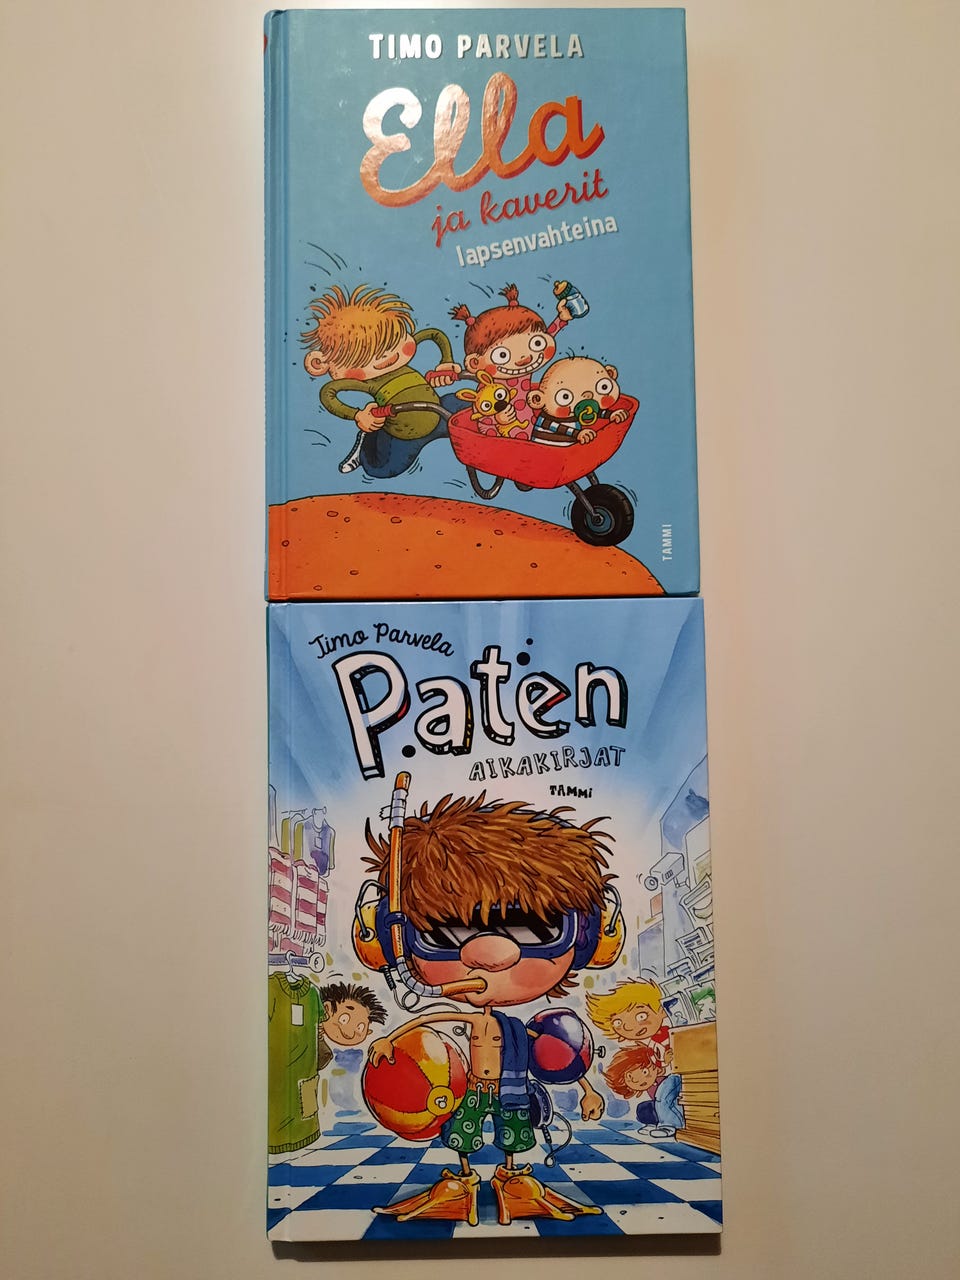 TIMO PARVELA
Ella
ja kaverit
lapsenvahteina
TAMMI
Timo Parvela
Paten
AIKAKIRJAT
TAMMI